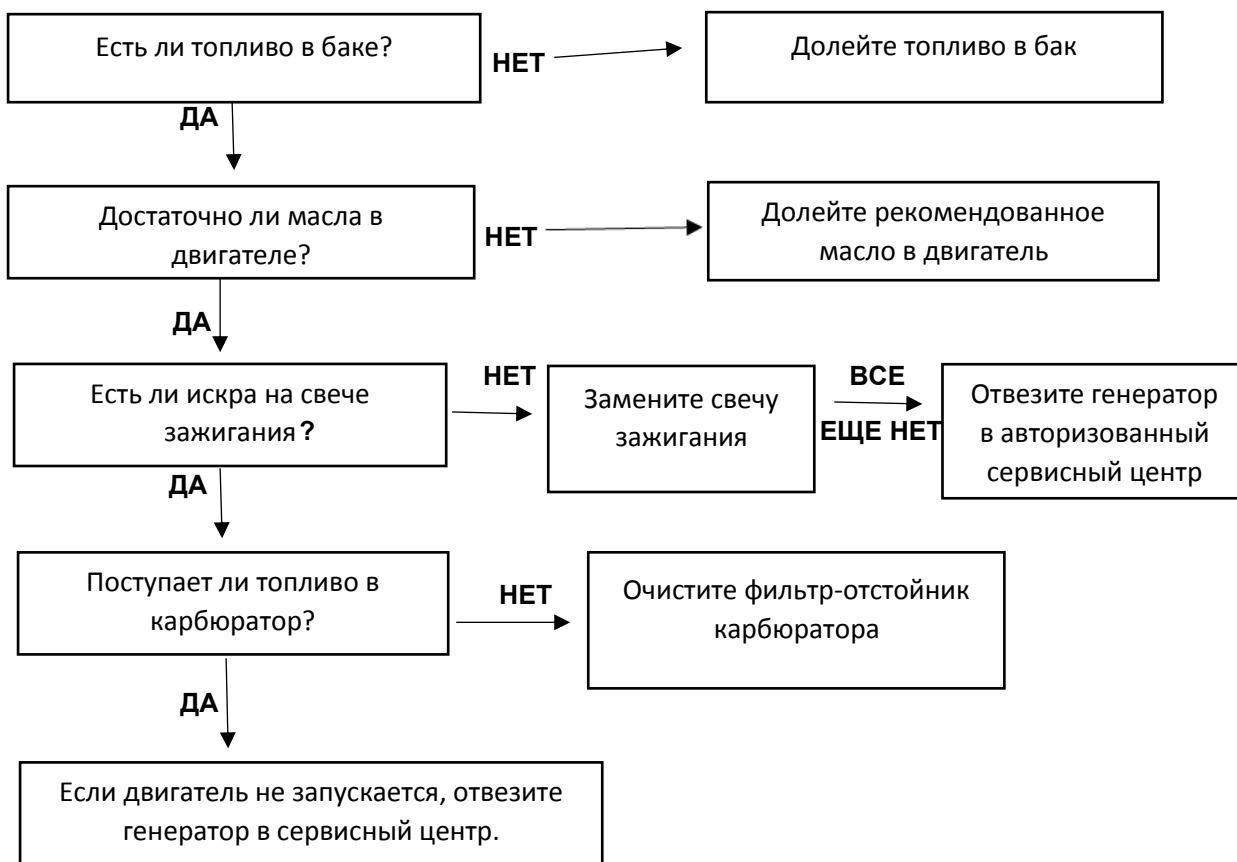 Есть ли топливо в баке?
НЕТ
Долейте топливо в бак
ДА
Достаточно ли масла в
двигателе?
НЕТ
Долейте рекомендованное
масло в двигатель
ДА
Есть ли искра на свече
зажигания?
НЕТ
Замените свечу
зажигания
ВСЕ
ЕЩЕ НЕТ
Отвезите генератор
в авторизованный
сервисный центр
ДА
Поступает ли топливо в
карбюратор?
НЕТ
Очистите фильтр-отстойник
карбюратора
ДА
Если двигатель не запускается, отвезите
генератор в сервисный центр.